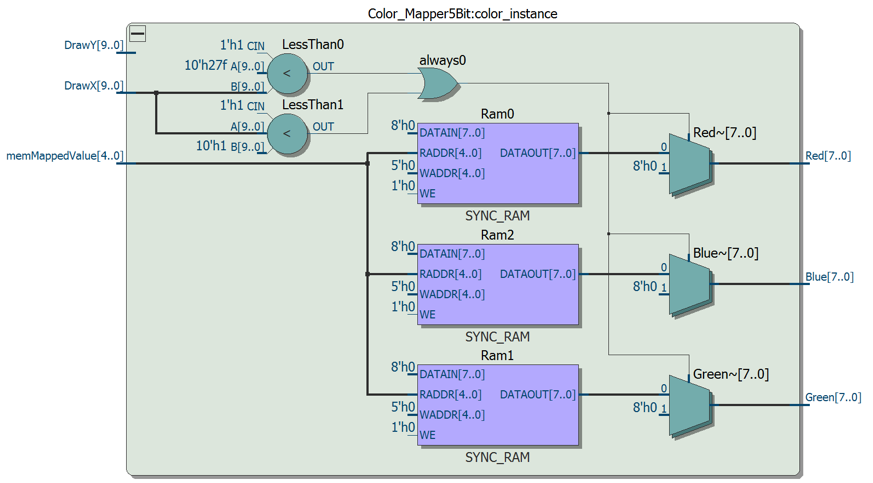 Color_Mapper5Bit:color_instance
DrawY[9..0]
DrawX[9..0]
memMappedValue[4..0]
1'h1 CIN
LessThan0
10'h27f A[9..0]
OUT
B[9..0]
<
1'h1 CIN
LessThan1
A[9..0]
OUT
10'h1 B[9..0]
<
always0
Ram0
8'h0 DATAIN[7..0]
RADDR[4..0] DATAOUT[7..0]
5'h0 WADDR[4..0]
1'h0 WE
SYNC_RAM
Red~[7..0]
0
8'h0 1
Red[7..0]
Ram2
8'h0 DATAIN[7..0]
RADDR[4..0] DATAOUT[7..0]
5'h0 WADDR[4..0]
1'h0 WE
SYNC_RAM
Blue~[7..0]
0
8'h0 1
Blue[7..0]
Ram1
8'h0 DATAIN[7..0]
RADDR[4..0] DATAOUT[7..0]
5'h0 WADDR[4..0]
1'h0 WE
SYNC_RAM
Green~[7..0]
0
8'h0 1
Green[7..0]